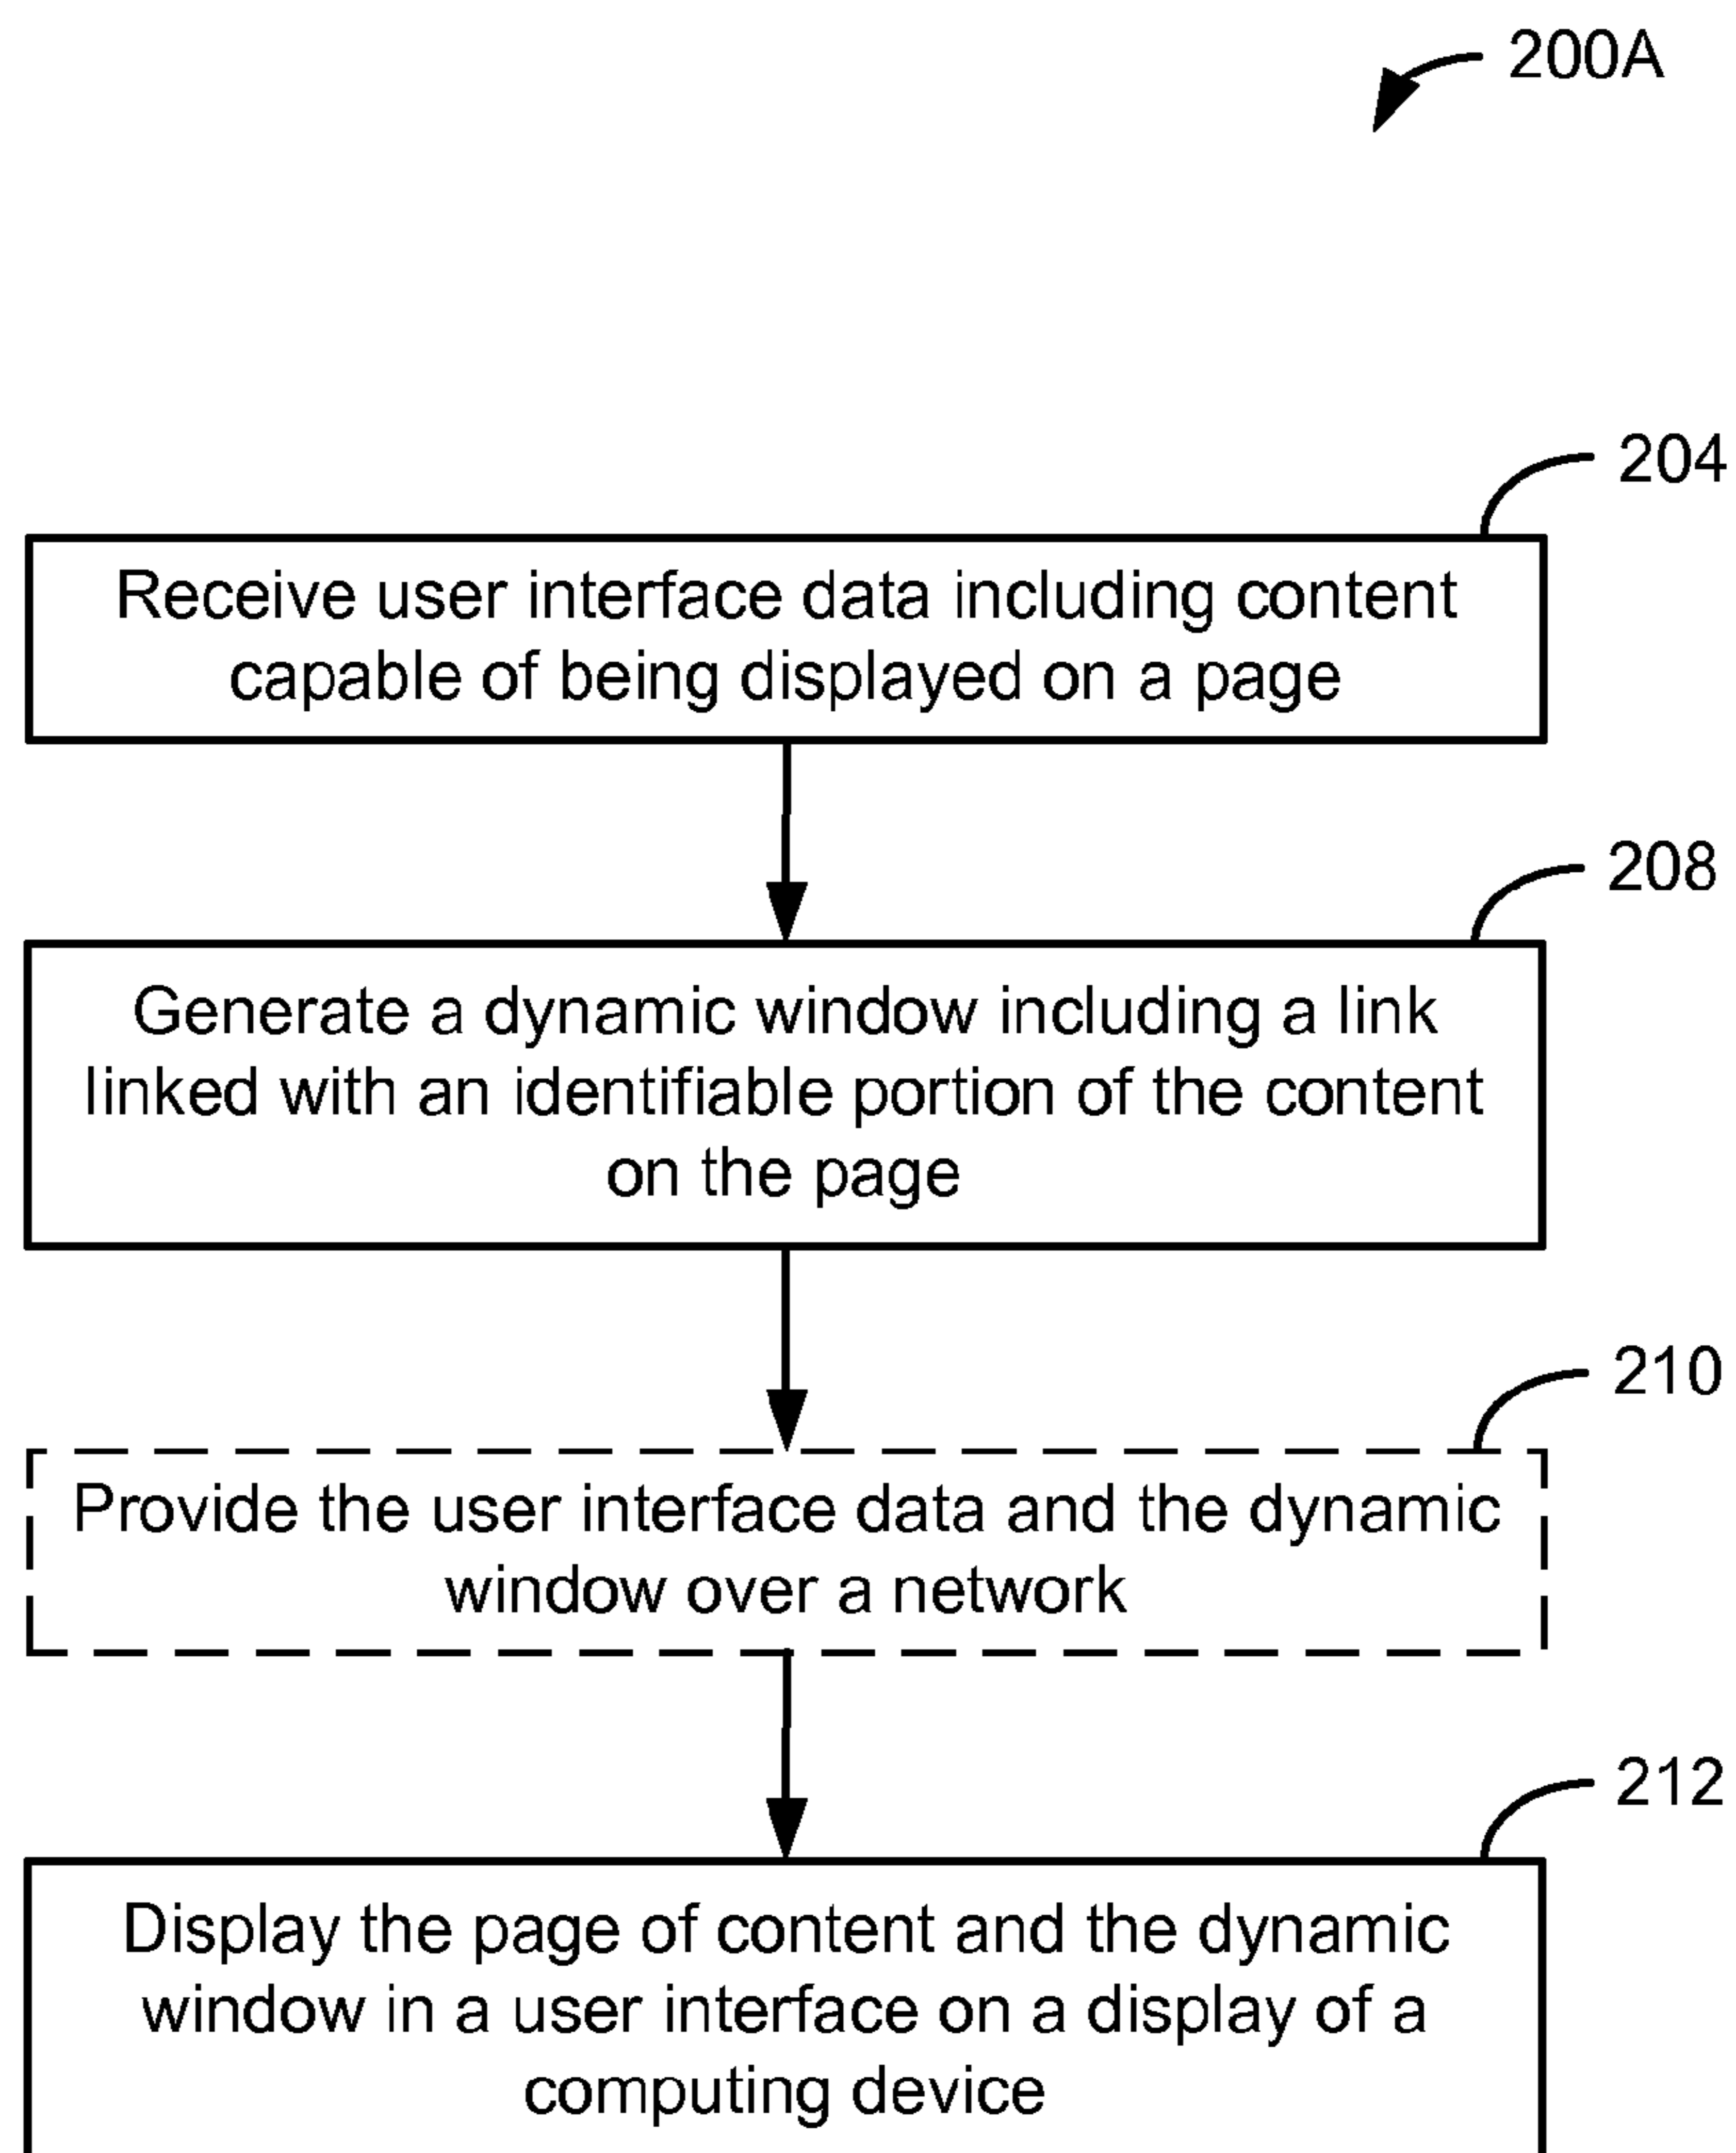 200A
204
Receive user interface data including content
capable of being displayed on a page
208
Generate a dynamic window including a link
linked with an identifiable portion of the content
on the page
210
Provide the user interface data and the dynamic
window over a network
212
Display the page of content and the dynamic
window in a user interface on a display of a
computing device